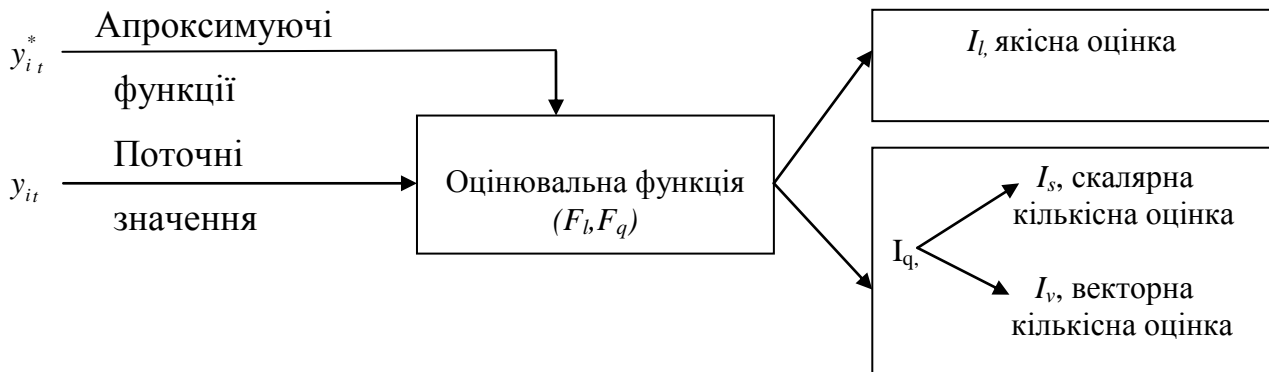 Апроксимуючі
y*i t
функції
Поточні
yit
значення
Оцінювальна функція
(Fl,Fq)
Il, якісна оцінка
Is, скалярна
кількісна оцінка
Iq,
Iv, векторна
кількісна оцінка